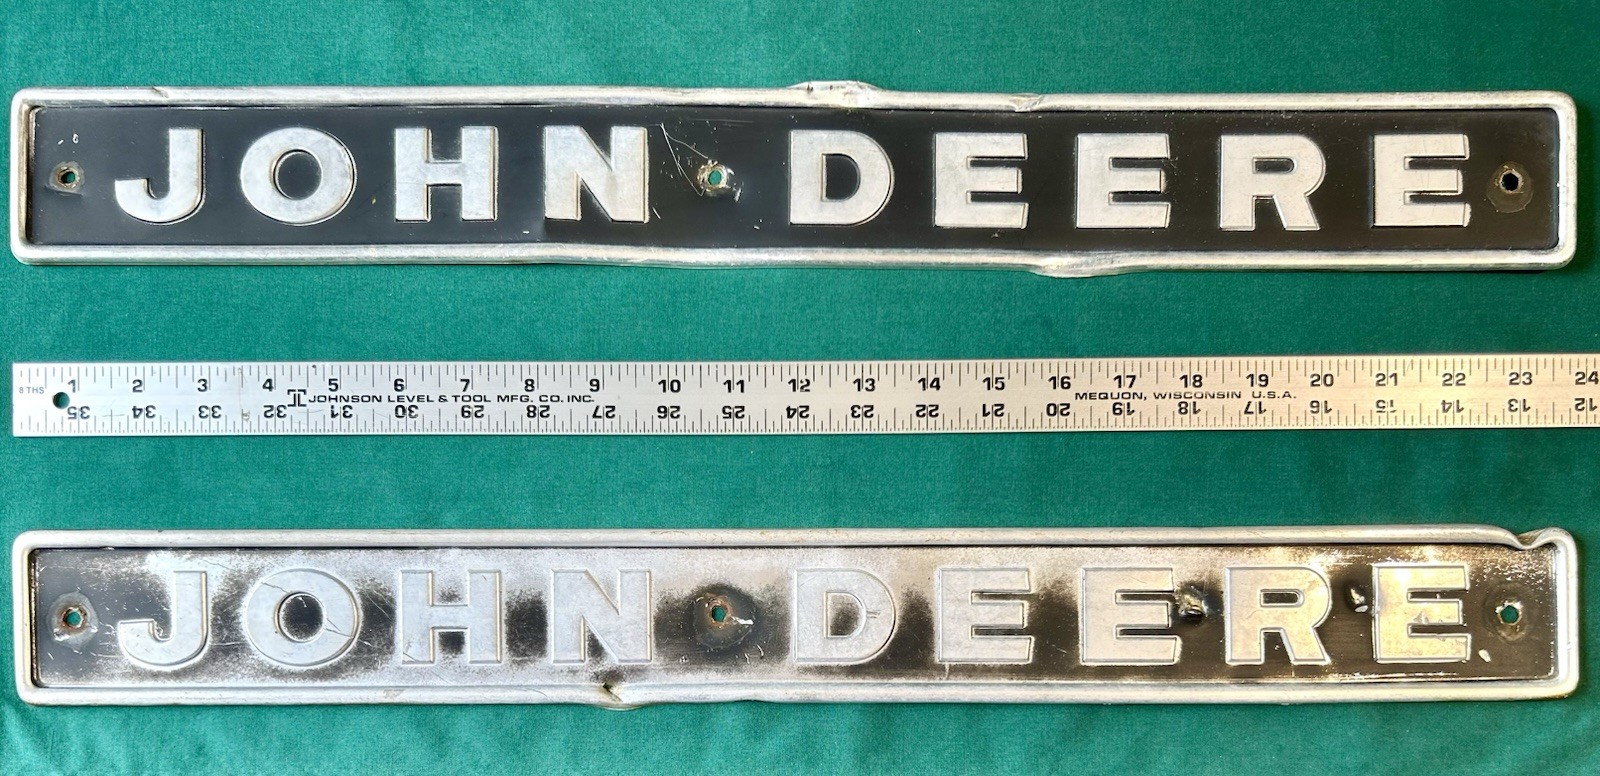 JOHN DEERE
8 THS 1 2 3 4 5 6 7 8 9 10 11 12 13 14 15 16 17 18 19 20 21 22 23 24
JOHNSON LEVEL & TOOL MFG. CO. INC. MEQUON, WISCONSIN U.S.A.
35 34 33 32 31 30 29 28 27 26 25 24 23 22 21 20 19 18 17 16 15 14 13 12
JOHN DEERE